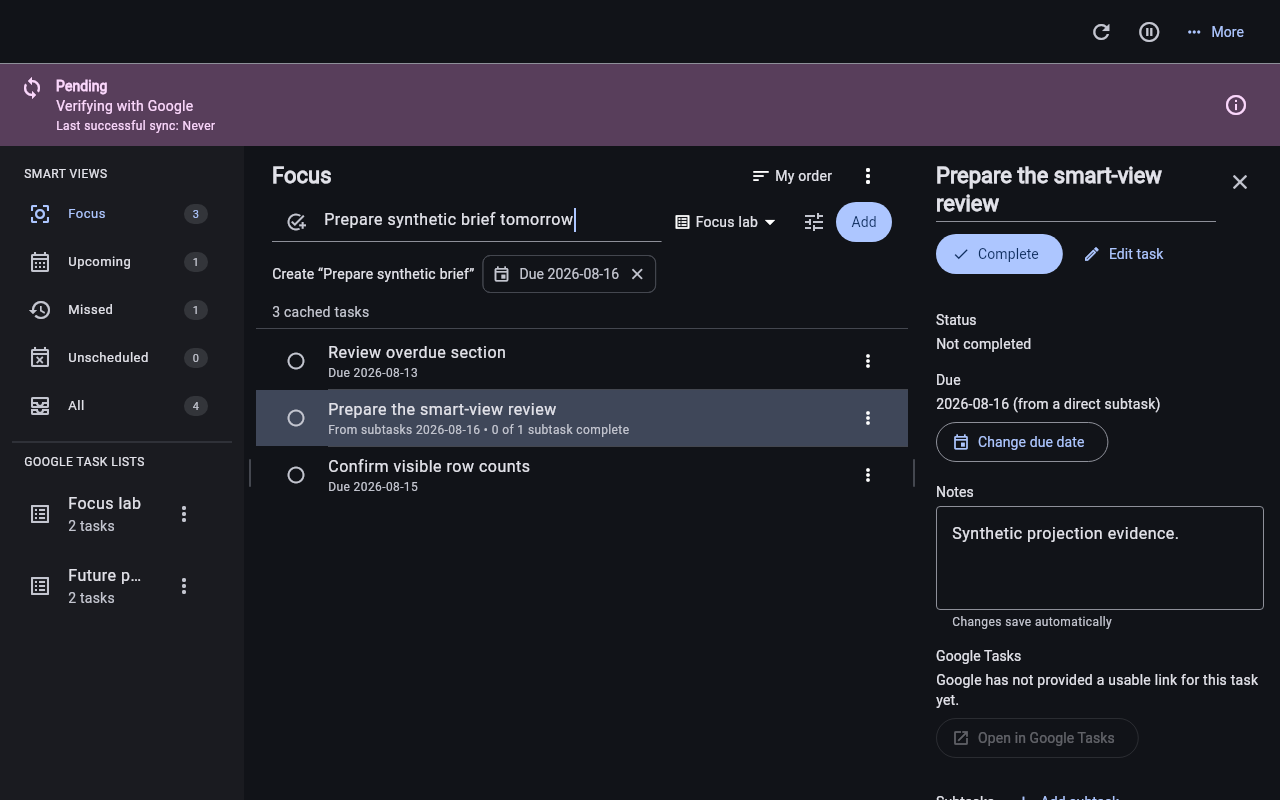 More
Pending
Verifying with Google
Last successful sync: Never
SMART VIEWS
Focus
3
Upcoming
1
Missed
1
Unscheduled
0
All
4
GOOGLE TASK LISTS
Focus lab
2 tasks
Future p…
2 tasks
Focus
My order
Prepare synthetic brief tomorrow
Focus lab
Add
Create “Prepare synthetic brief”
Due 2026-08-16
3 cached tasks
Review overdue section
Due 2026-08-13
Prepare the smart-view review
From subtasks 2026-08-16 • 0 of 1 subtask complete
Confirm visible row counts
Due 2026-08-15
Prepare the smart-view
review
Complete
Edit task
Status
Not completed
Due
2026-08-16 (from a direct subtask)
Change due date
Notes
Synthetic projection evidence.
Changes save automatically
Google Tasks
Google has not provided a usable link for this task
yet.
Open in Google Tasks
Subtasks
Add subtask